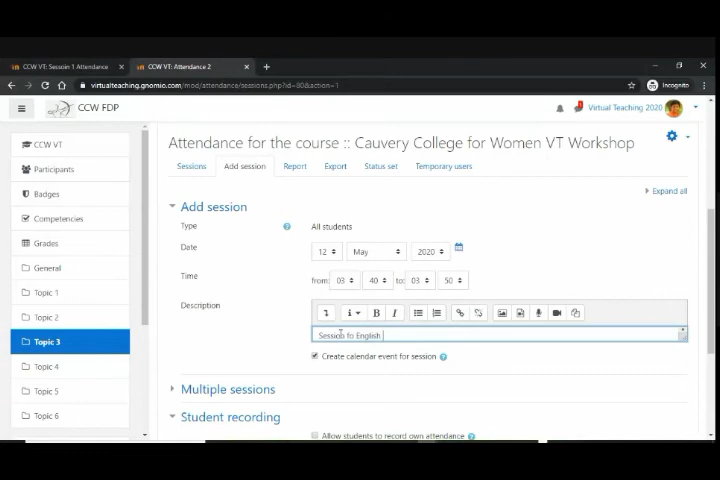 CCW VT: Sessoin 1 Attendance
CCW VT: Attendance 2
virtualteaching.gnomio.com/mod/attendance/sessions.php?id=80&action=1
Incognito
CCW FDP
Virtual Teaching 2020
CCW VT
Participants
Badges
Competencies
Grades
General
Topic 1
Topic 2
Topic 3
Topic 4
Topic 5
Topic 6
Attendance for the course :: Cauvery College for Women VT Workshop
Sessions Add session Report Export Status set Temporary users
Expand all
Add session
Type All students
Date 12 May 2020
Time from: 03 40 to: 03 50
Description
B I
Session fo English
Create calendar event for session
Multiple sessions
Student recording
Allow students to record own attendance